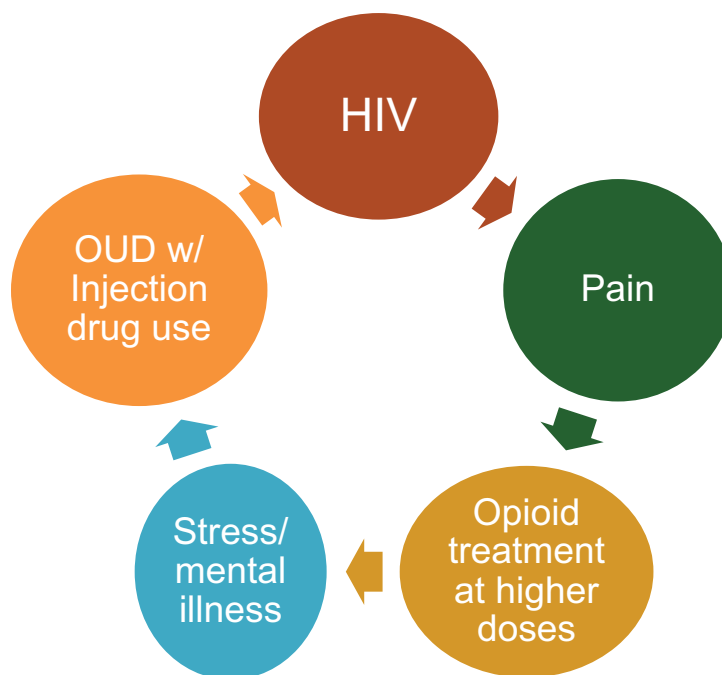 HIV
Pain
Opioid
treatment
at higher
doses
Stress/
mental
illness
OUD w/
Injection
drug use